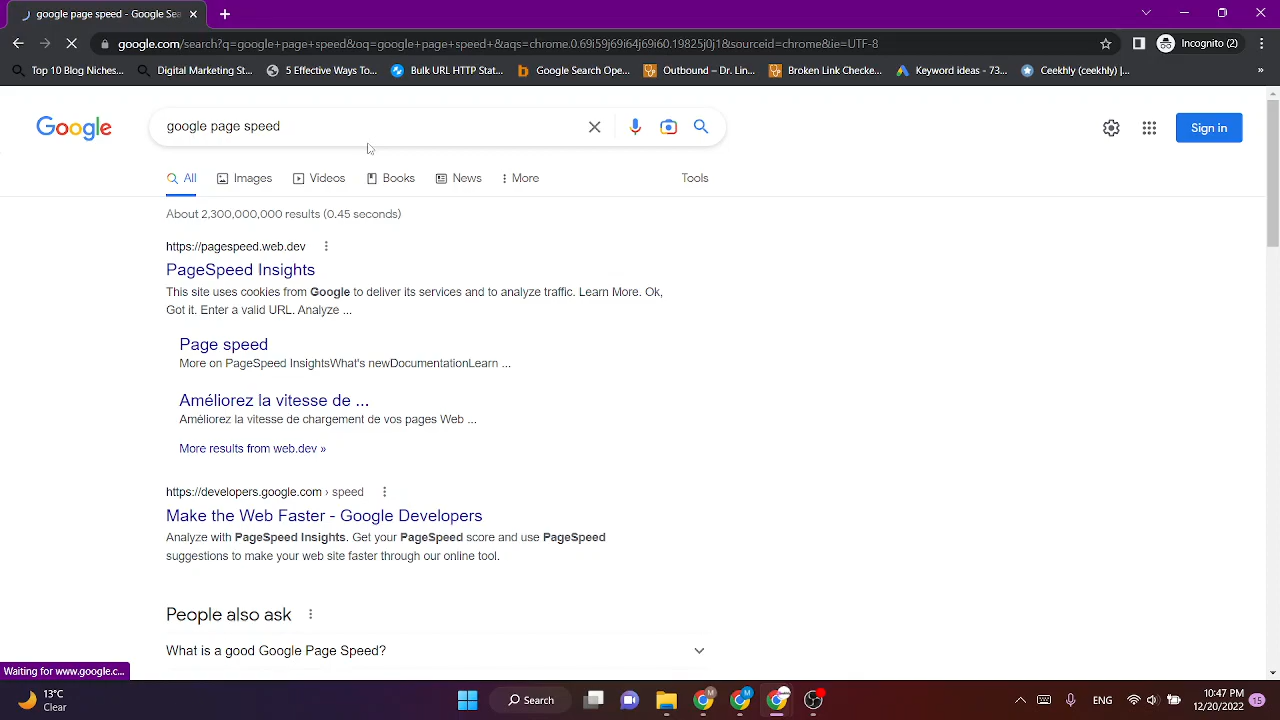 google page speed - Google Sea
google.com/search?q=google+page+speed&oq=google+page+speed+&aqs=chrome.0.69i59j69i64j69i60.19825j0j1&sourceid=chrome&ie=UTF-8
Incognito (2)
Top 10 Blog Niches...
Digital Marketing St...
5 Effective Ways To...
Bulk URL HTTP Stat...
Google Search Ope...
Outbound – Dr. Lin...
Broken Link Checke...
Keyword ideas - 73...
Ceekhly (ceekhly) |...
»
Google
google page speed
Sign in
All
Images
Videos
Books
News
More
Tools
About 2,300,000,000 results (0.45 seconds)
https://pagespeed.web.dev
PageSpeed Insights
This site uses cookies from Google to deliver its services and to analyze traffic. Learn More. Ok,
Got it. Enter a valid URL. Analyze ...
Page speed
More on PageSpeed InsightsWhat's newDocumentationLearn ...
Améliorez la vitesse de ...
Améliorez la vitesse de chargement de vos pages Web ...
More results from web.dev »
https://developers.google.com › speed
Make the Web Faster - Google Developers
Analyze with PageSpeed Insights. Get your PageSpeed score and use PageSpeed
suggestions to make your web site faster through our online tool.
People also ask
What is a good Google Page Speed?
Waiting for www.google.c...
13°C
Clear
Search
ENG
10:47 PM
12/20/2022
15